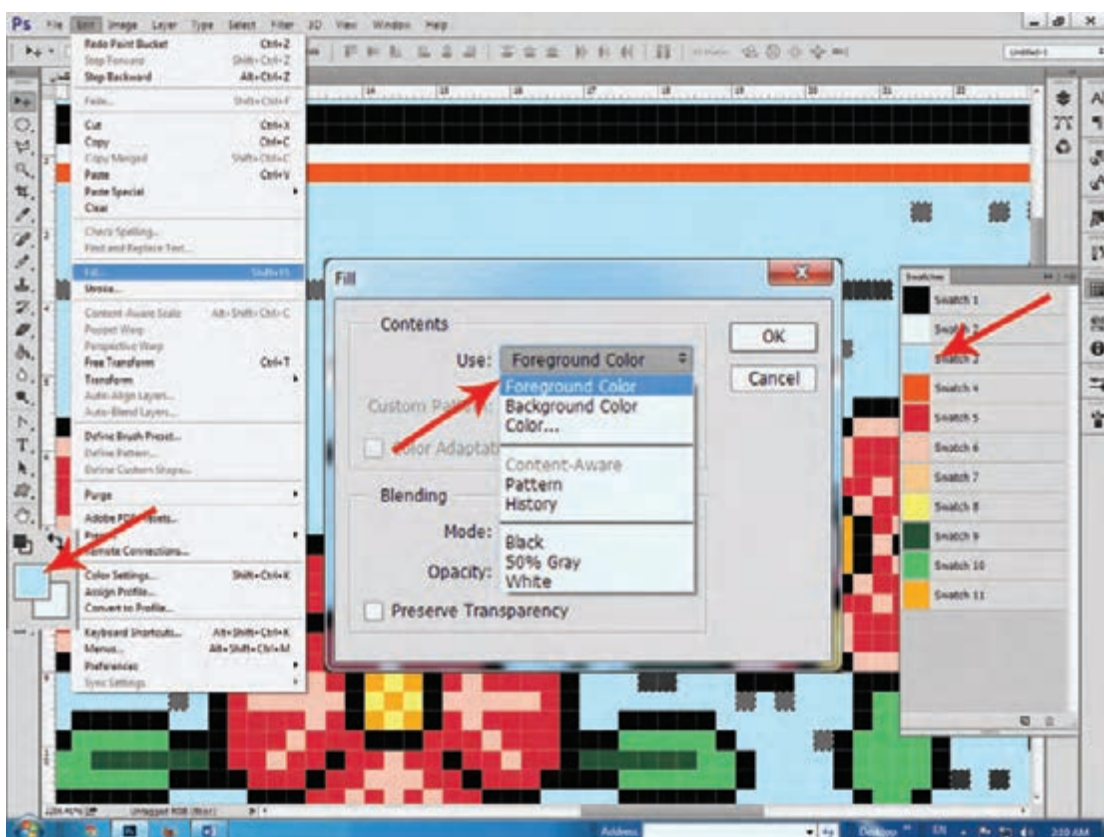 Ps File Edit Image Layer Type Select Filter 3D View Window Help
Redo Paint Bucket Ctrl+Z
Step Forward Shift+Ctrl+Z
Step Backward Alt+Ctrl+Z
Fade... Shift+Ctrl+F
Cut Ctrl+X
Copy Ctrl+C
Copy Merged Shift+Ctrl+C
Paste Ctrl+V
Paste Special
Clear
Check Spelling...
Find and Replace Text...
Fill... Shift+F5
Stroke...
Content-Aware Scale Alt+Shift+Ctrl+C
Puppet Warp
Perspective Warp
Free Transform Ctrl+T
Transform
Auto-Align Layers...
Auto-Blend Layers...
Define Brush Preset...
Define Pattern...
Define Custom Shape...
Purge
Adobe PDF Presets...
Remote Connections...
Color Settings... Shift+Ctrl+K
Assign Profile...
Convert to Profile...
Keyboard Shortcuts... Alt+Shift+Ctrl+K
Menus... Alt+Shift+Ctrl+M
Preferences
Sync Settings
Fill
Contents
Use: Foreground Color
Foreground Color
Background Color
Color...
Content-Aware
Pattern
History
Black
50% Gray
White
Custom Pattern:
Color Adaptat
Blending
Mode:
Opacity:
Preserve Transparency
OK
Cancel
Swatches
Swatch 1
Swatch 2
Swatch 3
Swatch 4
Swatch 5
Swatch 6
Swatch 7
Swatch 8
Swatch 9
Swatch 10
Swatch 11
Untagged RGB (8bpc)
Address
Desktop
EN
2:09 AM